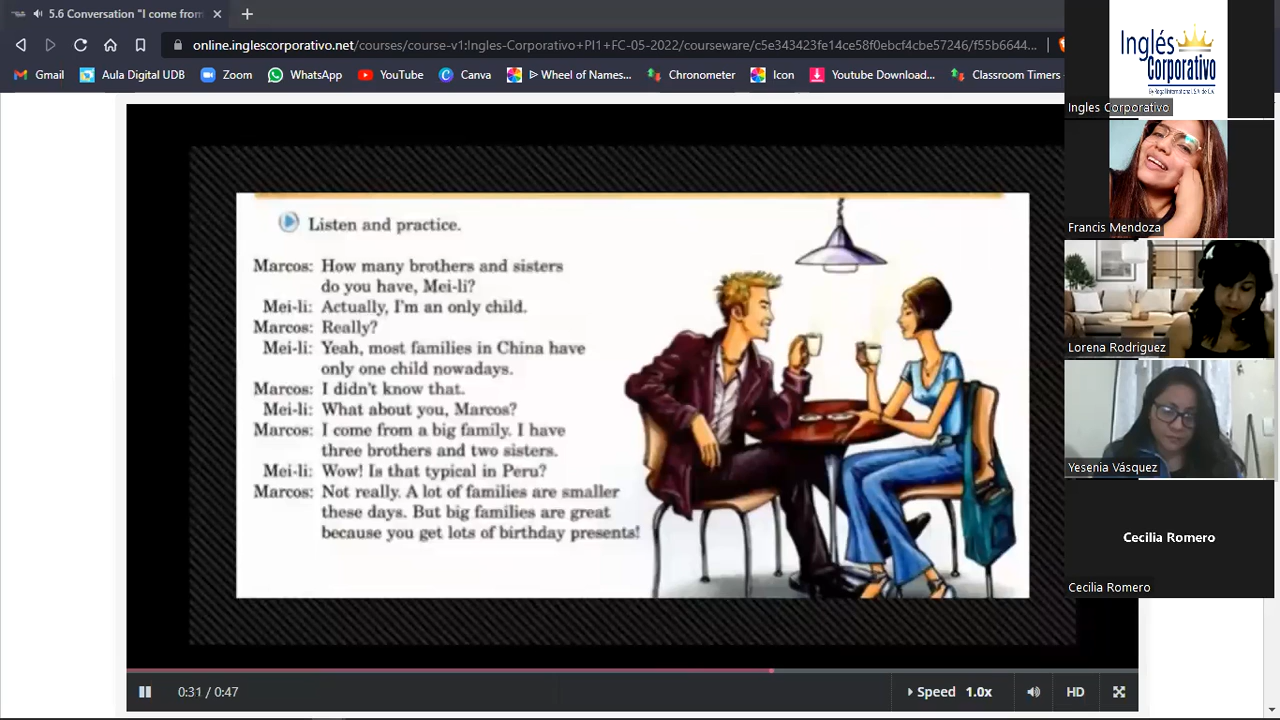 5.6 Conversation "I come from
online.inglescorporativo.net/courses/course-v1:Ingles-Corporativo+PI1+FC-05-2022/courseware/c5e343423fe14ce58f0ebcf4cbe57246/f55b6644...
Gmail Aula Digital UDB Zoom WhatsApp YouTube Canva Wheel of Names... Chronometer Icon Youtube Download... Classroom Timers
Listen and practice.
Marcos: How many brothers and sisters
do you have, Mei-li?
Mei-li: Actually, I'm an only child.
Marcos: Really?
Mei-li: Yeah, most families in China have
only one child nowadays.
Marcos: I didn't know that.
Mei-li: What about you, Marcos?
Marcos: I come from a big family. I have
three brothers and two sisters.
Mei-li: Wow! Is that typical in Peru?
Marcos: Not really. A lot of families are smaller
these days. But big families are great
because you get lots of birthday presents!
0:31 / 0:47
Speed 1.0x
HD
Inglés
Corporativo
Ingles Corporativo
Francis Mendoza
Lorena Rodriguez
Yesenia Vásquez
Cecilia Romero
Cecilia Romero